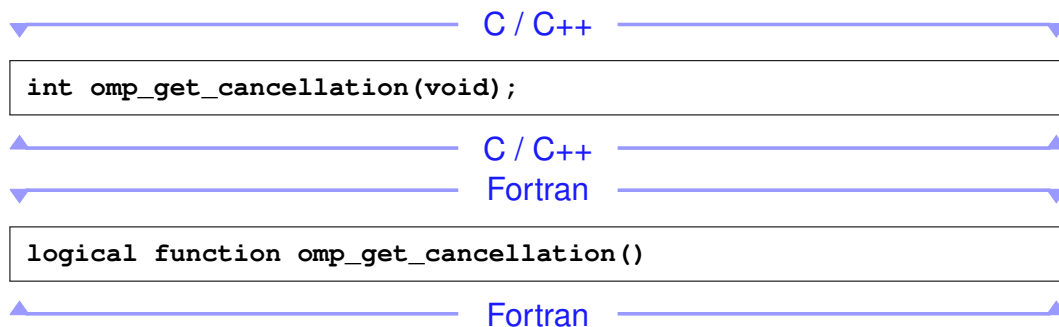 C / C++
int omp_get_cancellation(void);
C / C++
Fortran
logical function omp_get_cancellation()
Fortran